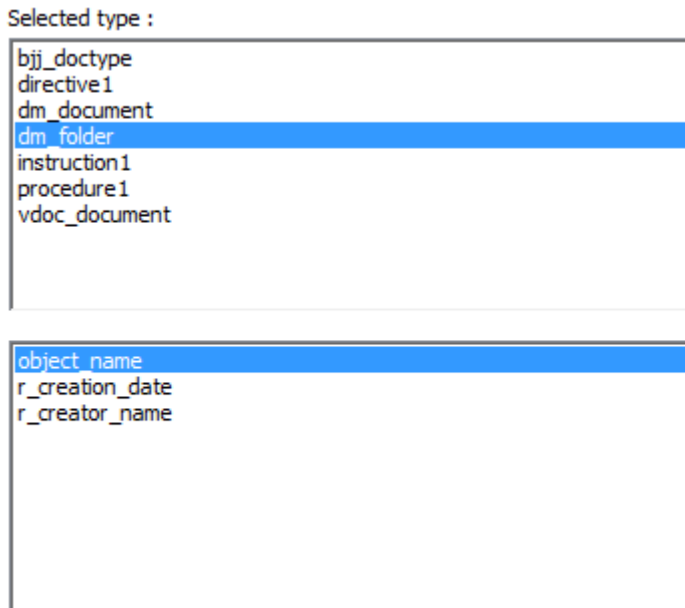 Selected type :
bjj_doctype
directive1
dm_document
dm_folder
instruction1
procedure1
vdoc_document
object_name
r_creation_date
r_creator_name